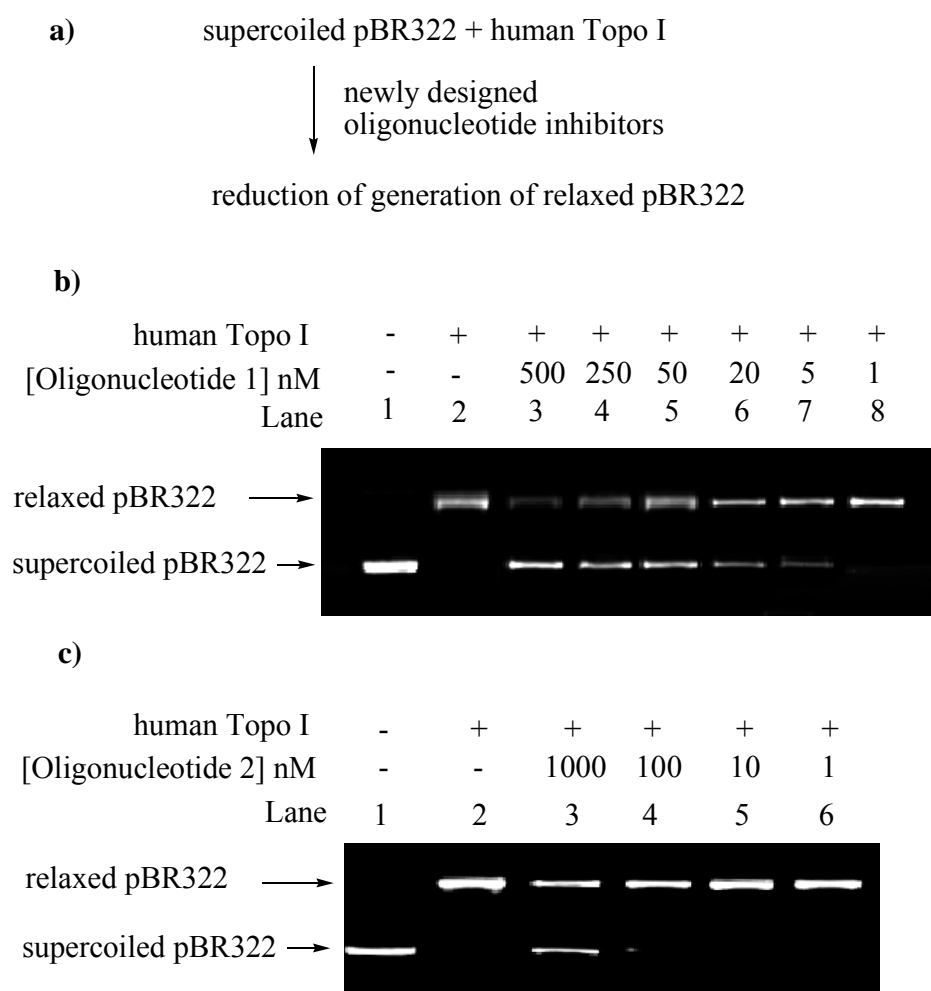 a) supercoiled pBR322 + human Topo I
newly designed
oligonucleotide inhibitors
reduction of generation of relaxed pBR322
b)
human Topo I - + + + + + + +
[Oligonucleotide 1] nM - - 500 250 50 20 5 1
Lane 1 2 3 4 5 6 7 8
relaxed pBR322
supercoiled pBR322
c)
human Topo I - + + + + +
[Oligonucleotide 2] nM - - 1000 100 10 1
Lane 1 2 3 4 5 6
relaxed pBR322
supercoiled pBR322